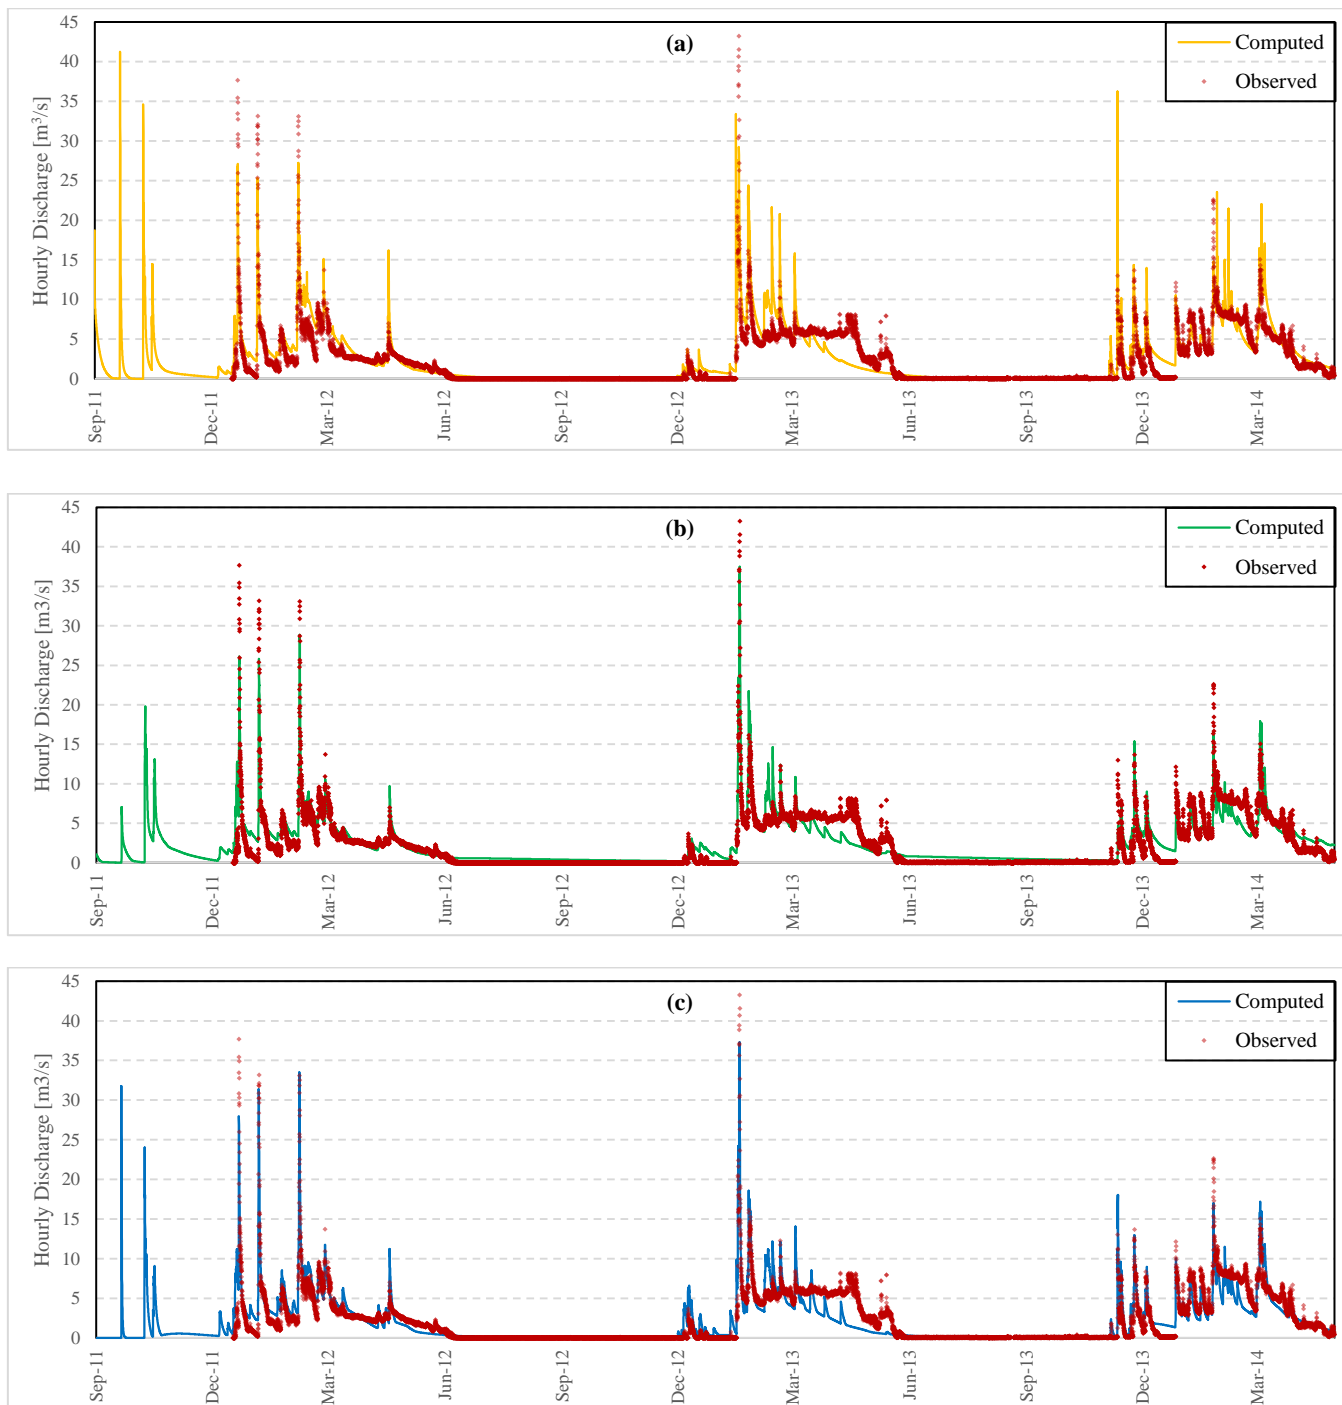 45
(a)
Computed
40
Observed
35
30
25
20
15
10
5
0
Hourly Discharge [m³/s]
Sep-11
Dec-11
Mar-12
Jun-12
Sep-12
Dec-12
Mar-13
Jun-13
Sep-13
Dec-13
Mar-14
45
(b)
Computed
40
Observed
35
30
25
20
15
10
5
0
Hourly Discharge [m3/s]
Sep-11
Dec-11
Mar-12
Jun-12
Sep-12
Dec-12
Mar-13
Jun-13
Sep-13
Dec-13
Mar-14
45
(c)
Computed
40
Observed
35
30
25
20
15
10
5
0
Hourly Discharge [m3/s]
Sep-11
Dec-11
Mar-12
Jun-12
Sep-12
Dec-12
Mar-13
Jun-13
Sep-13
Dec-13
Mar-14